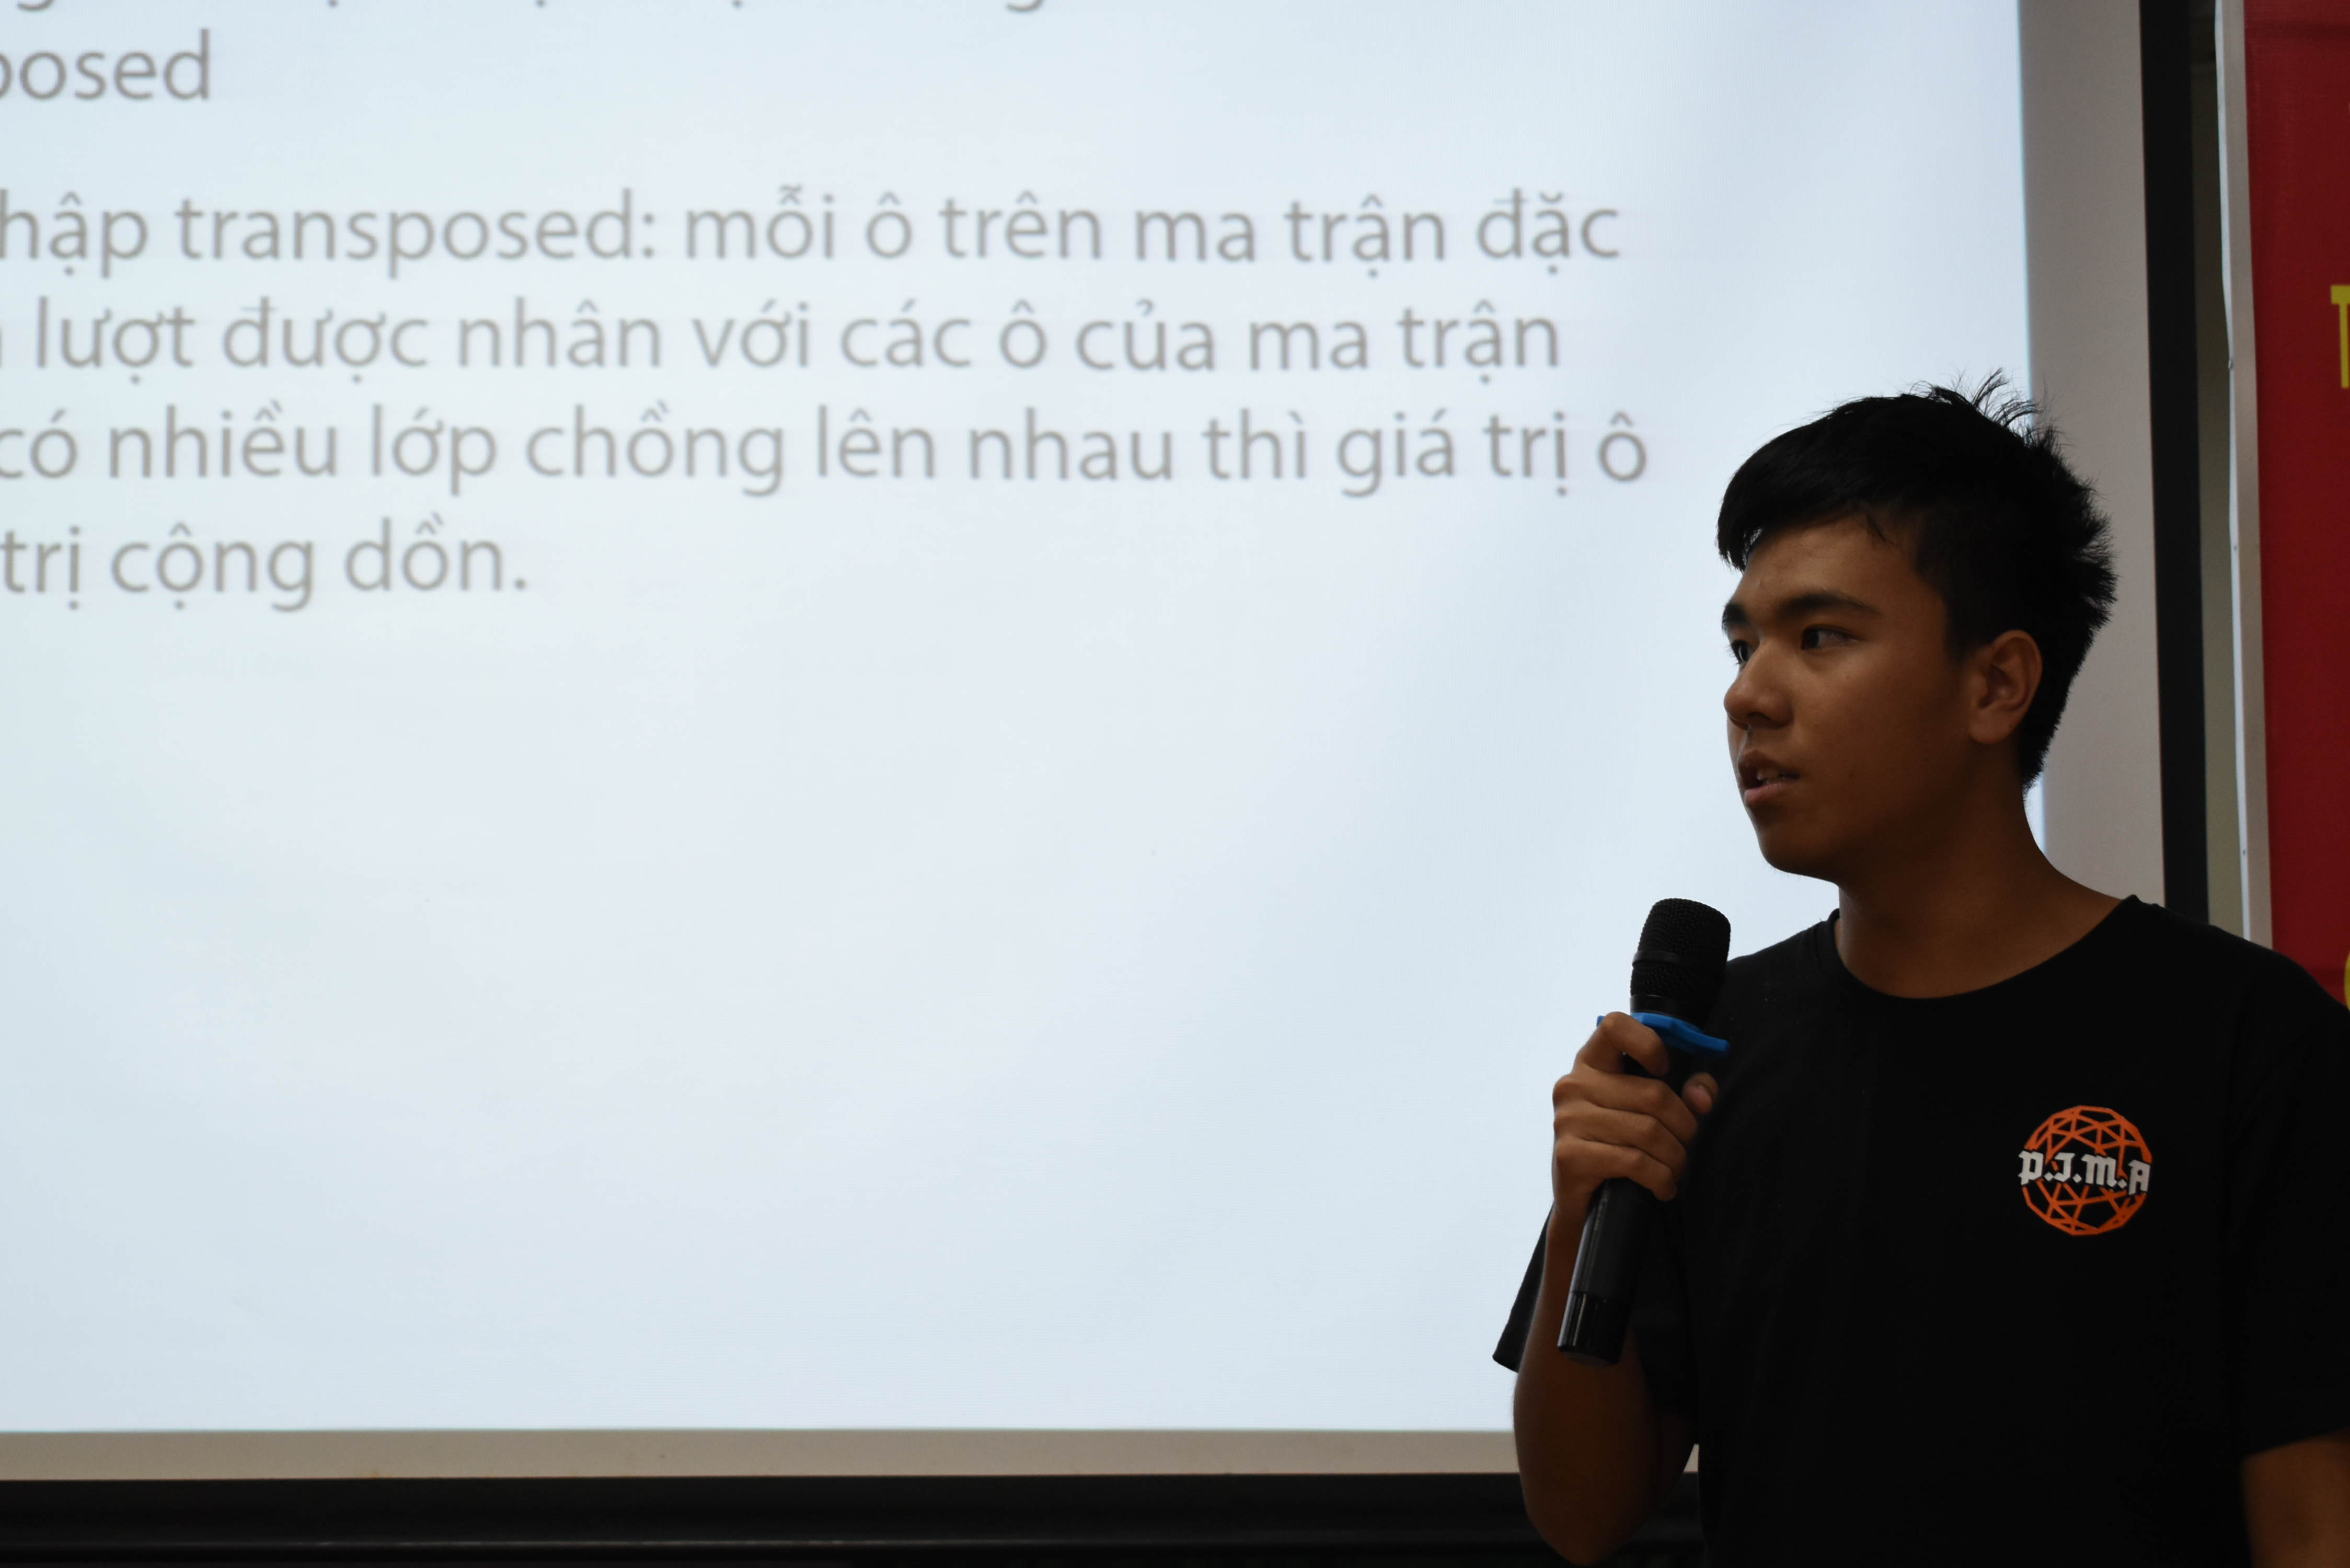 posed
hập transposed: mỗi ô trên ma trận đặc
lượt được nhân với các ô của ma trận
có nhiều lớp chồng lên nhau thì giá trị ô
trị cộng dồn.
P.I.M.A